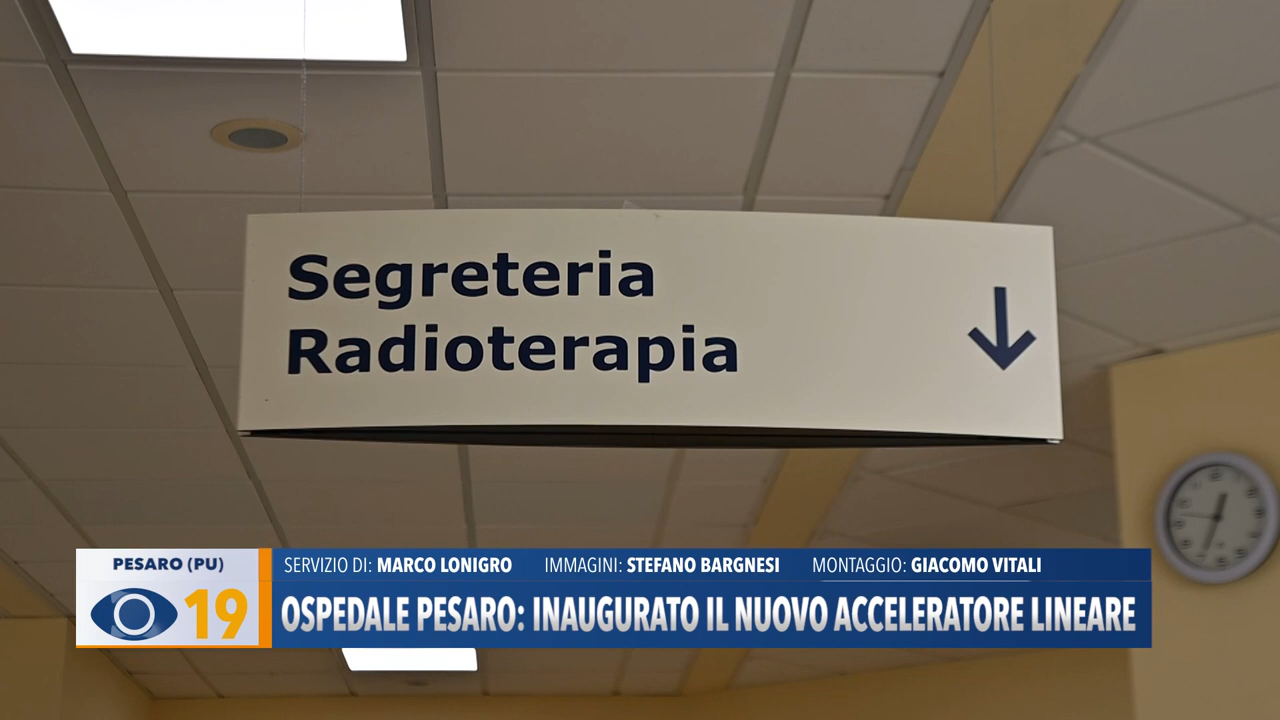 Segreteria
Radioterapia
PESARO (PU)
19
SERVIZIO DI: MARCO LONIGRO IMMAGINI: STEFANO BARGNESI MONTAGGIO: GIACOMO VITALI
OSPEDALE PESARO: INAUGURATO IL NUOVO ACCELERATORE LINEARE